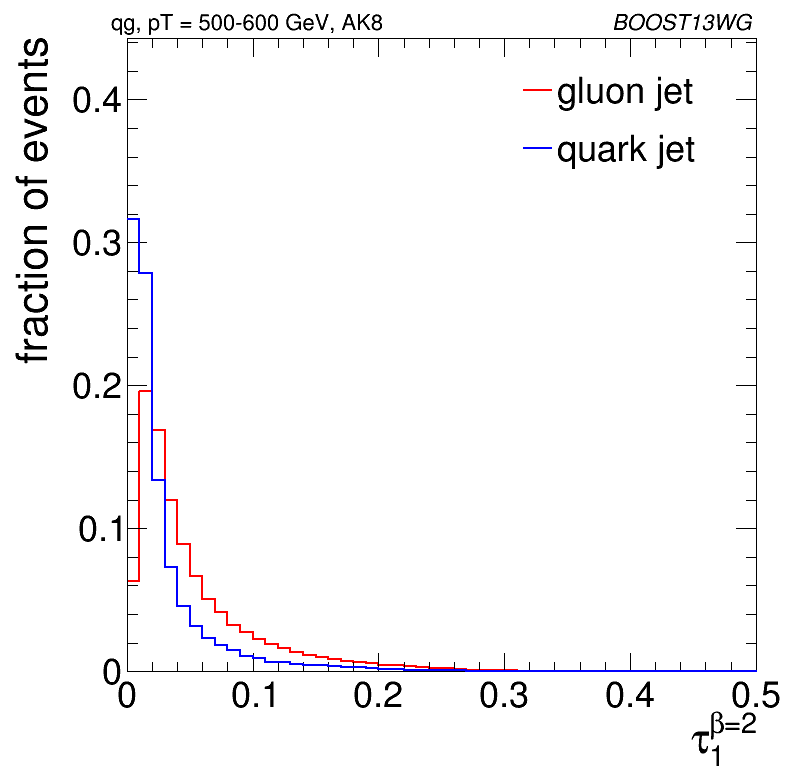 qg, pT = 500-600 GeV, AK8
BOOST13WG
fraction of events
gluon jet
quark jet
0.4
0.3
0.2
0.1
0
0 0.1 0.2 0.3 0.4 0.5
τ₁^β=2